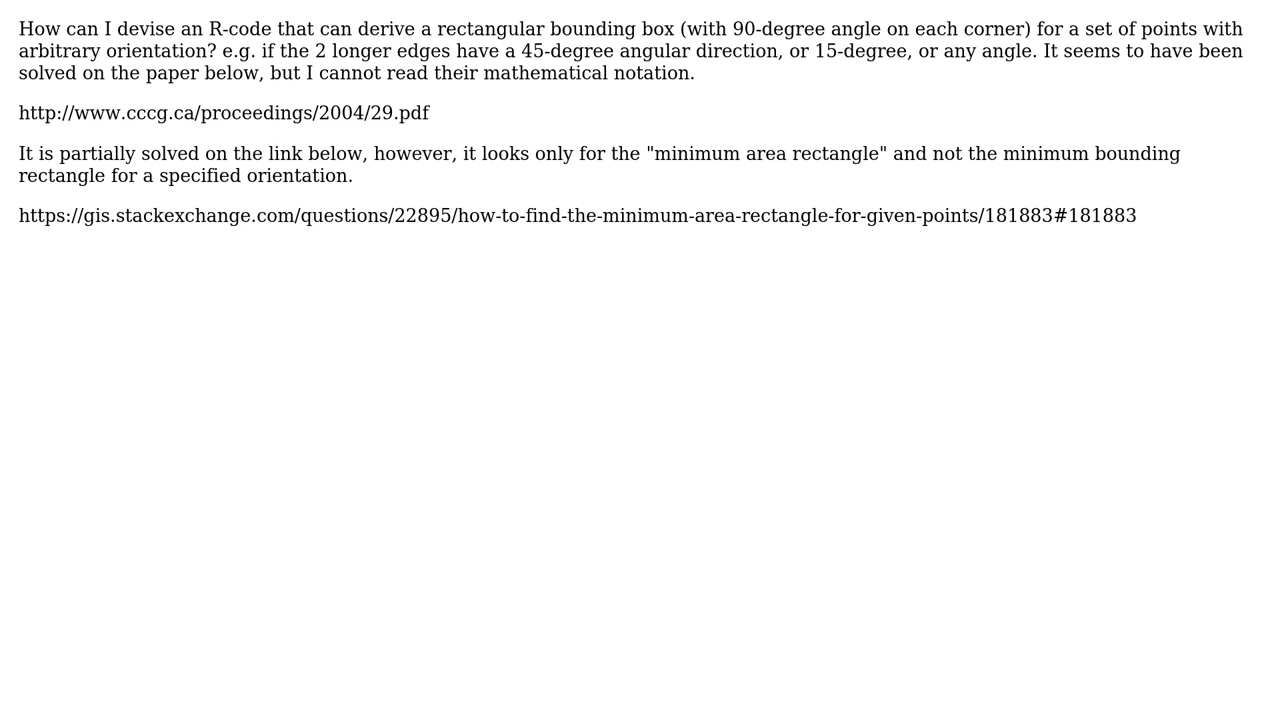 How can I devise an R-code that can derive a rectangular bounding box (with 90-degree angle on each corner) for a set of points with
arbitrary orientation? e.g. if the 2 longer edges have a 45-degree angular direction, or 15-degree, or any angle. It seems to have been
solved on the paper below, but I cannot read their mathematical notation.
http://www.cccg.ca/proceedings/2004/29.pdf
It is partially solved on the link below, however, it looks only for the "minimum area rectangle" and not the minimum bounding
rectangle for a specified orientation.
https://gis.stackexchange.com/questions/22895/how-to-find-the-minimum-area-rectangle-for-given-points/181883#181883